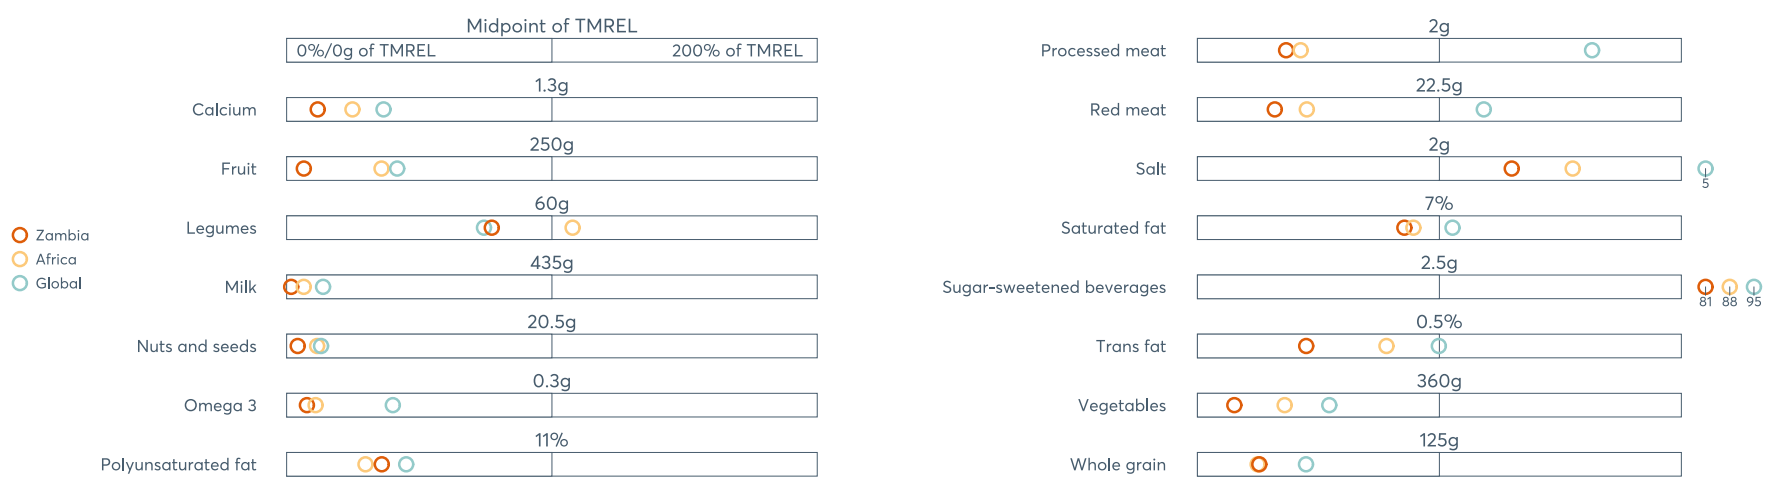 Midpoint of TMREL
0%/0g of TMREL 200% of TMREL
1.3g
Calcium
250g
Fruit
60g
Legumes
435g
Milk
20.5g
Nuts and seeds
0.3g
Omega 3
11%
Polyunsaturated fat
Zambia
Africa
Global
2g
Processed meat
22.5g
Red meat
2g
Salt
5
7%
Saturated fat
2.5g
Sugar-sweetened beverages
81 88 95
0.5%
Trans fat
360g
Vegetables
125g
Whole grain